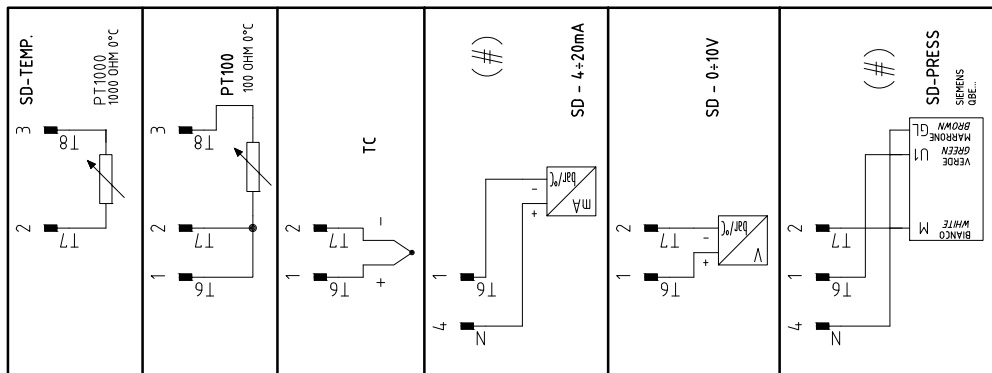 SD-TEMP.
PT1000
1000 OHM 0°C
3
T8
2
T7
PT100
100 OHM 0°C
3
T8
2
T7
1
T6
TC
2
T7
-
1
T6
+
(#)
SD - 4÷20mA
bar/°C
mA
-
+
1
T6
4
N
SD - 0÷10V
2
T7
1
T6
-
+
bar/°C
V
(#)
SD-PRESS
SIEMENS
QBE...
GL
MARRONE
BROWN
U1
VERDE
GREEN
M
BIANCO
WHITE
2
T7
1
T6
4
N